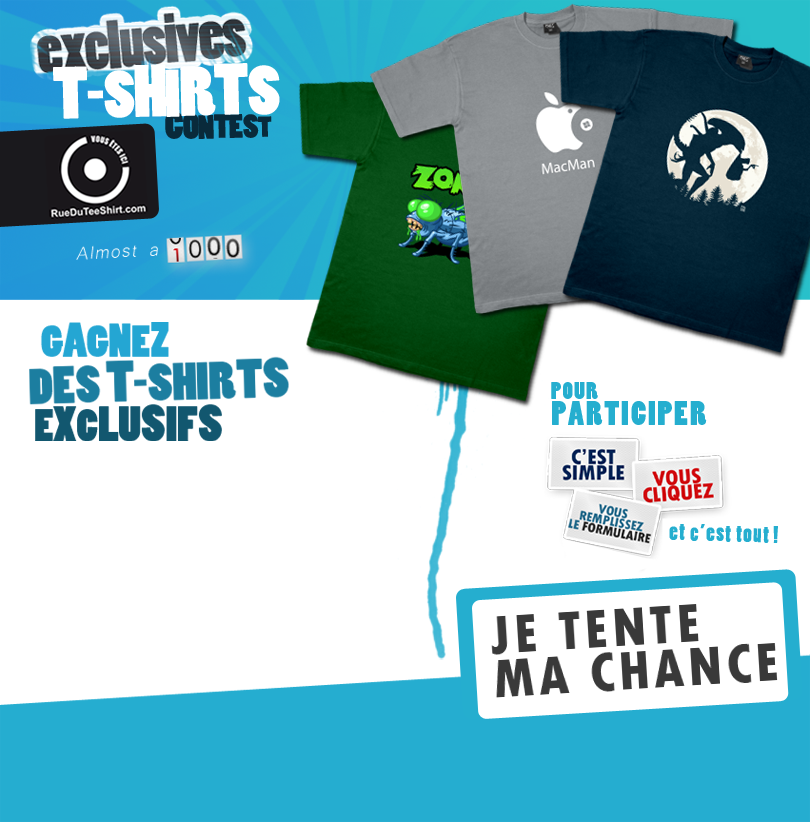 exclusives
T-SHIRTS
CONTEST
VOUS ÊTES ICI
RueDuTeeShirt.com
Almost a 1000
MacMan
GAGNEZ
DES T-SHIRTS
EXCLUSIFS
POUR
PARTICIPER
C'EST
SIMPLE
VOUS
CLIQUEZ
VOUS
REMPLISSEZ
LE FORMULAIRE
et c'est tout !
JE TENTE
MA CHANCE